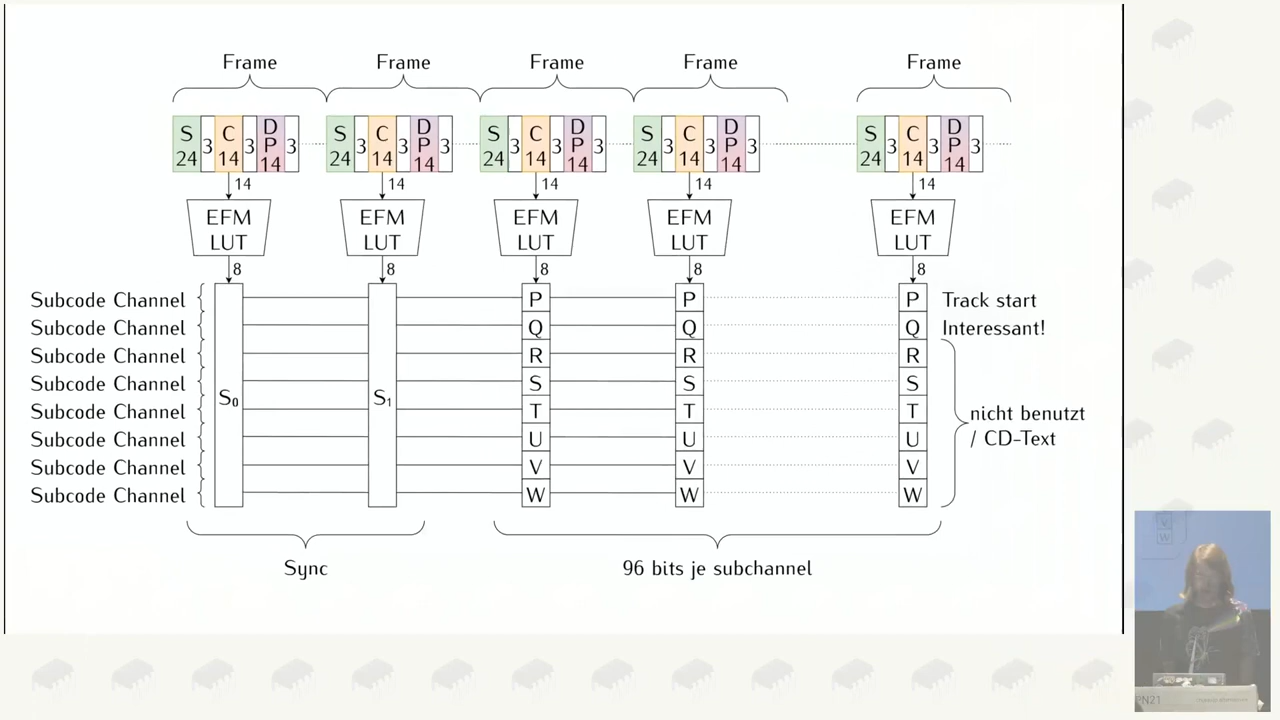 Frame Frame Frame Frame Frame
S 24 3 C 14 3 D P 14 3 S 24 3 C 14 3 D P 14 3 S 24 3 C 14 3 D P 14 3 S 24 3 C 14 3 D P 14 3 S 24 3 C 14 3 D P 14 3
14 14 14 14 14
EFM EFM EFM EFM EFM
LUT LUT LUT LUT LUT
8 8 8 8 8
Subcode Channel P P P Track start
Subcode Channel Q Q Q Interessant!
Subcode Channel R R R
Subcode Channel S S S
S0 S1
Subcode Channel T T T nicht benutzt
Subcode Channel U U U / CD-Text
Subcode Channel V V V
Subcode Channel W W W
Sync 96 bits je subchannel
W
PN21